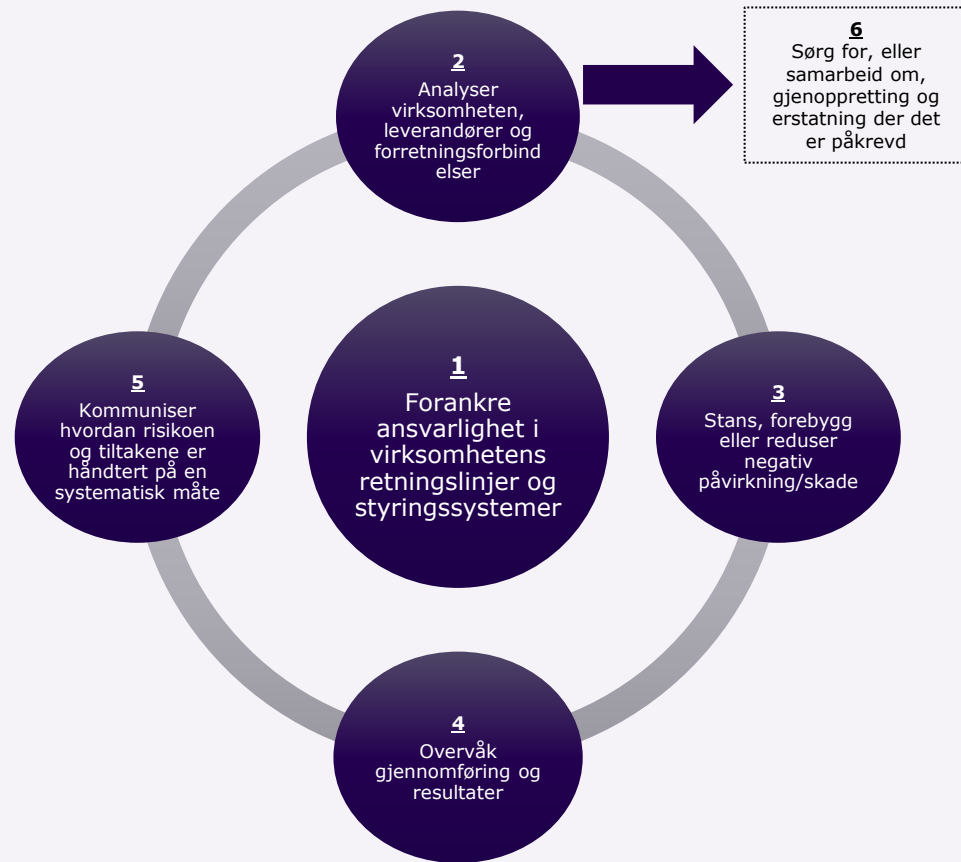 1
Forankre
ansvarlighet i
virksomhetens
retningslinjer og
styringssystemer
2
Analyser
virksomheten,
leverandører og
forretningsforbind
elser
3
Stans, forebygg
eller reduser
negativ
påvirkning/skade
4
Overvåk
gjennomføring og
resultater
5
Kommuniser
hvordan risikoen
og tiltakene er
håndtert på en
systematisk måte
6
Sørg for, eller
samarbeid om,
gjenoppretting og
erstatning der det
er påkrevd